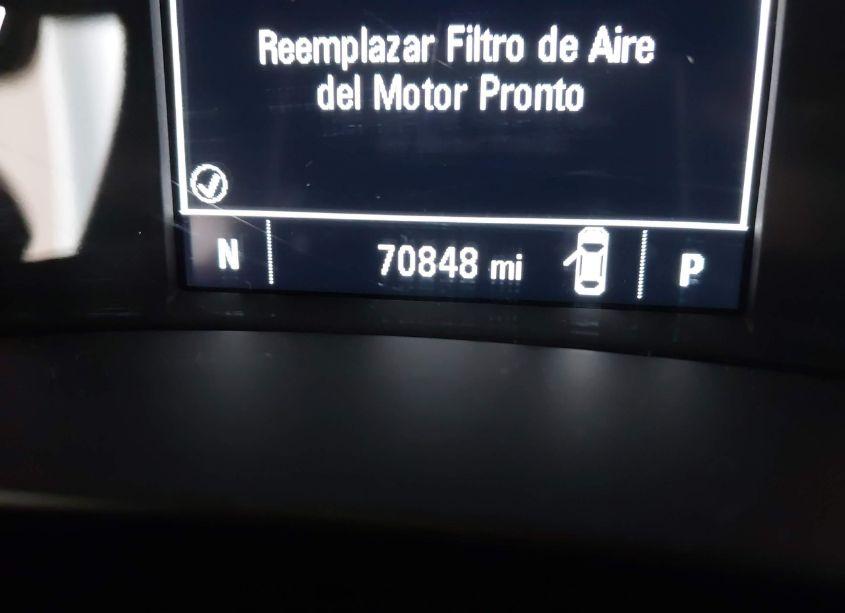 Reemplazar Filtro de Aire
del Motor Pronto
N 70848 mi P